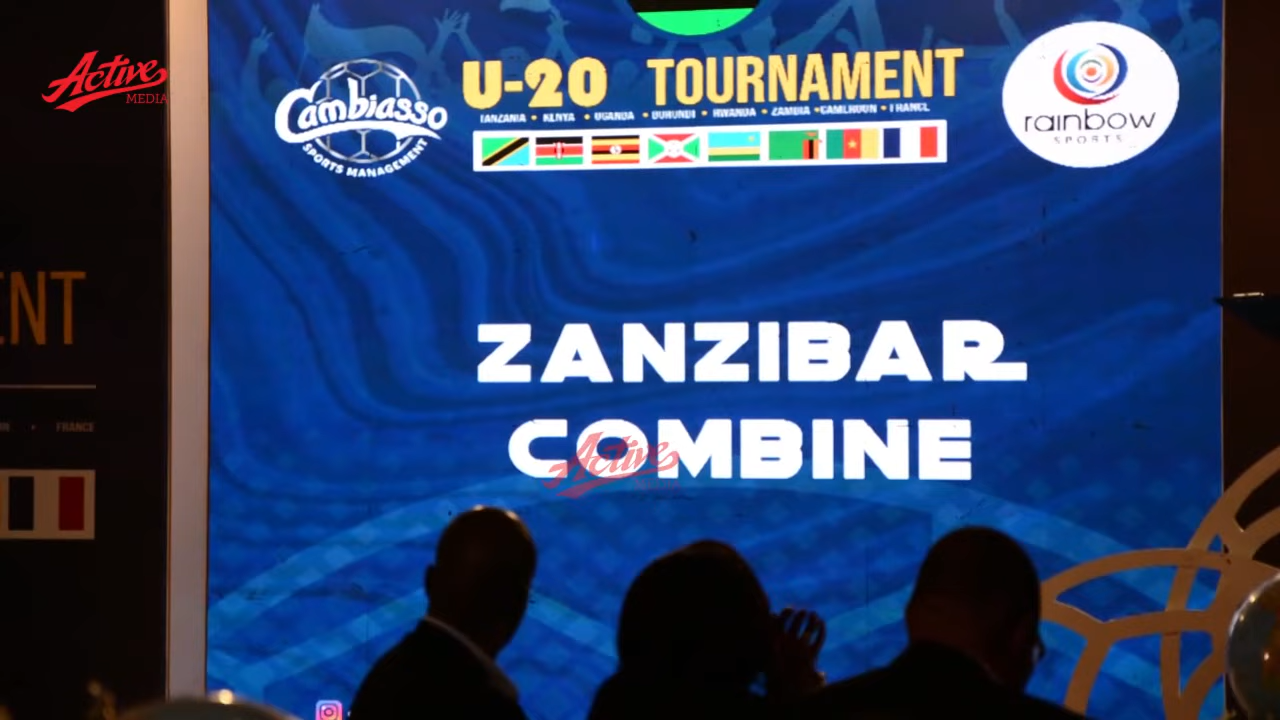 Active
MEDIA
Cambiasso
SPORTS MANAGEMENT
U-20 TOURNAMENT
TANZANIA • KENYA • UGANDA • BURUNDI • RWANDA • ZAMBIA • CAMEROUN • FRANCE
rainbow
SPORTS
ENT
• FRANCE
ZANZIBAR
COMBINE
Active